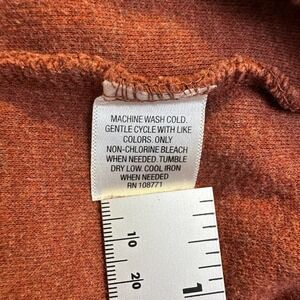 MACHINE WASH COLD.
GENTLE CYCLE WITH LIKE
COLORS. ONLY
NON-CHLORINE BLEACH
WHEN NEEDED. TUMBLE
DRY LOW. COOL IRON
WHEN NEEDED
RN 108771
10
20
1